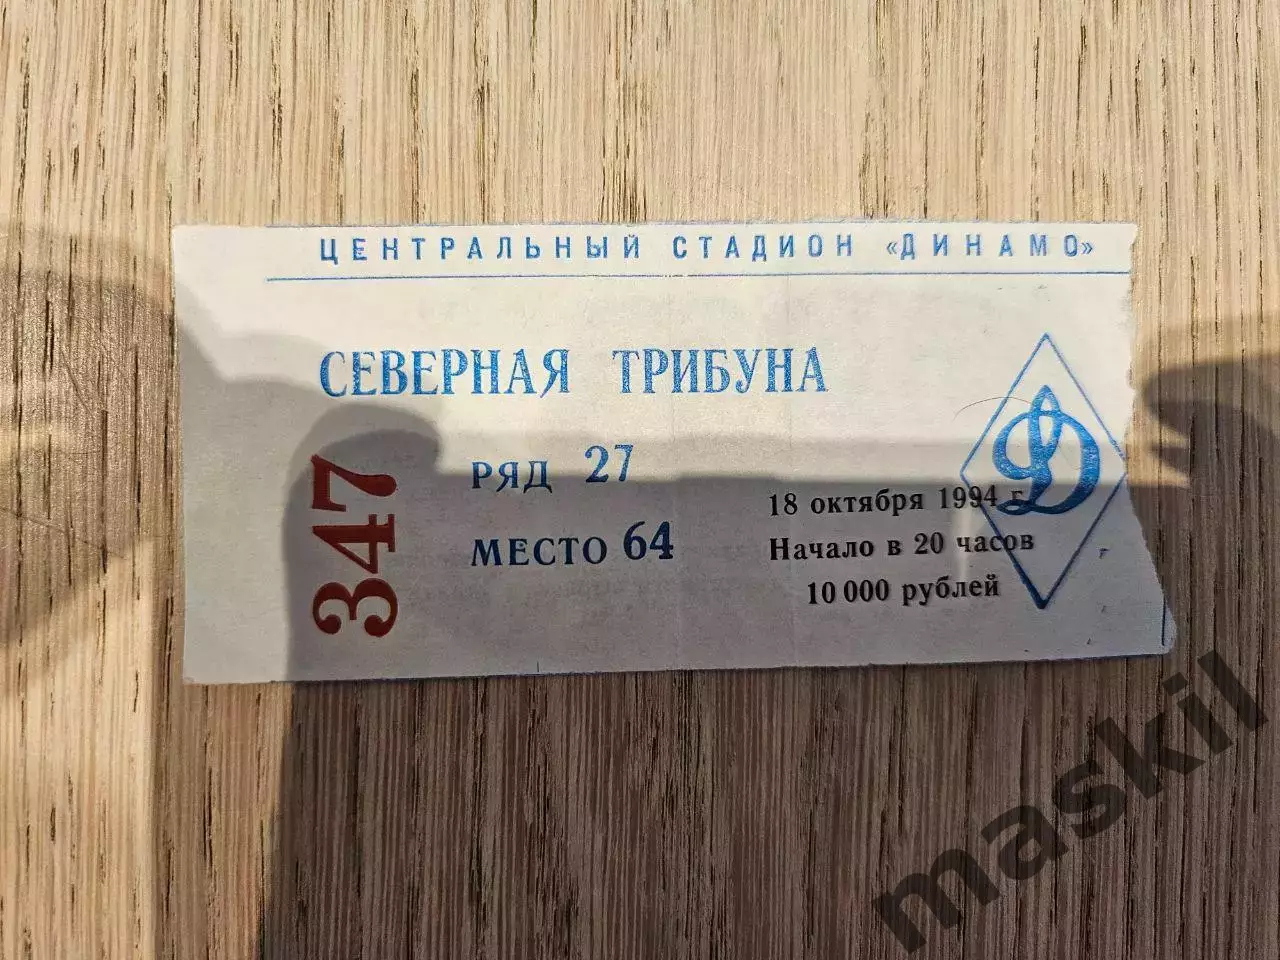 ЦЕНТРАЛЬНЫЙ СТАДИОН «ДИНАМО»
СЕВЕРНАЯ ТРИБУНА
347
РЯД 27
МЕСТО 64
Д
18 октября 1994 г.
Начало в 20 часов
10 000 рублей
maskil